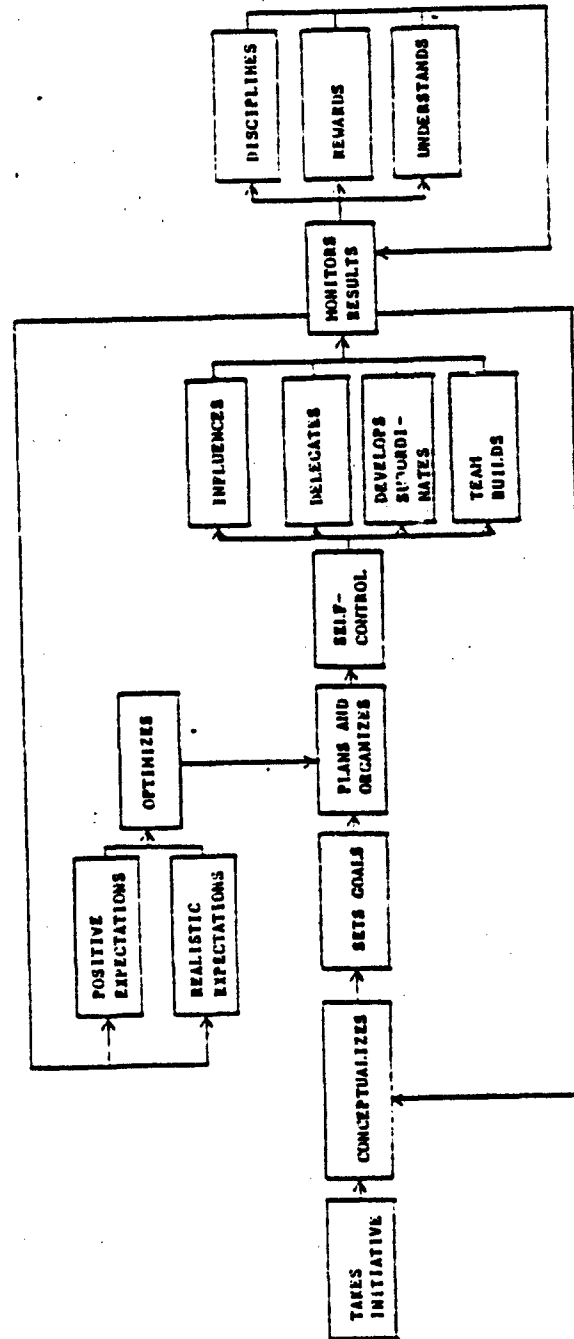 TAKES
INITIATIVE
CONCEPTUALIZES
SETS GOALS
POSITIVE
EXPECTATIONS
REALISTIC
EXPECTATIONS
OPTIMIZES
PLANS AND
ORGANIZES
SELF-
CONTROL
INFLUENCES
DELEGATES
DEVELOPS
SUBORDI-
NATES
TEAM
BUILDS
MONITORS
RESULTS
DISCIPLINES
REWARDS
UNDERSTANDS